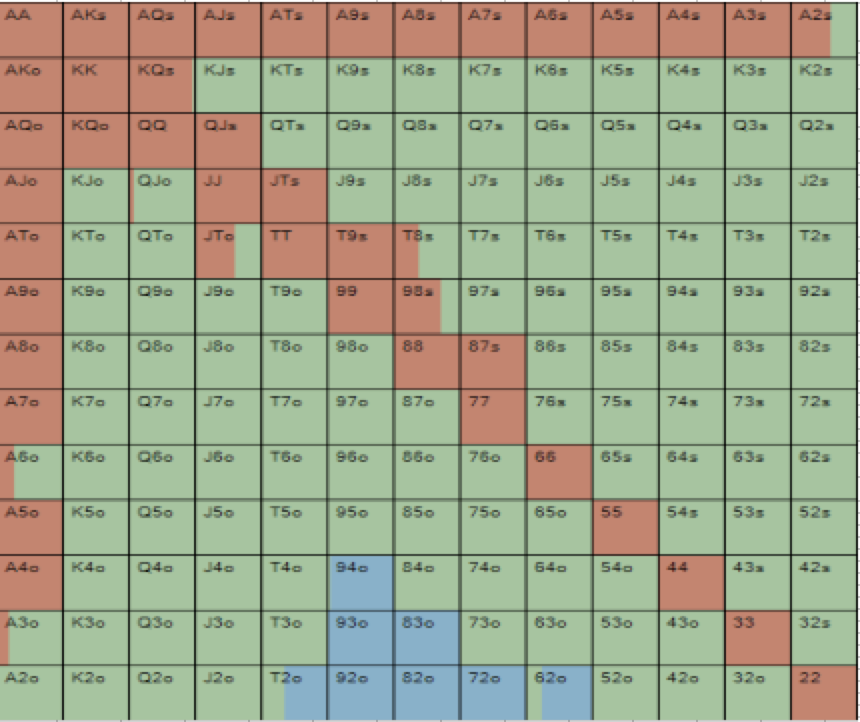 AA AKs AQs AJs ATs A9s A8s A7s A6s A5s A4s A3s A2s
AKo KK KQs KJs KTs K9s K8s K7s K6s K5s K4s K3s K2s
AQo KQo QQ QJs QTs Q9s Q8s Q7s Q6s Q5s Q4s Q3s Q2s
AJo KJo QJo JJ JTs J9s J8s J7s J6s J5s J4s J3s J2s
ATo KTo QTo JTo TT T9s T8s T7s T6s T5s T4s T3s T2s
A9o K9o Q9o J9o T9o 99 98s 97s 96s 95s 94s 93s 92s
A8o K8o Q8o J8o T8o 98o 88 87s 86s 85s 84s 83s 82s
A7o K7o Q7o J7o T7o 97o 87o 77 76s 75s 74s 73s 72s
A6o K6o Q6o J6o T6o 96o 86o 76o 66 65s 64s 63s 62s
A5o K5o Q5o J5o T5o 95o 85o 75o 65o 55 54s 53s 52s
A4o K4o Q4o J4o T4o 94o 84o 74o 64o 54o 44 43s 42s
A3o K3o Q3o J3o T3o 93o 83o 73o 63o 53o 43o 33 32s
A2o K2o Q2o J2o T2o 92o 82o 72o 62o 52o 42o 32o 22